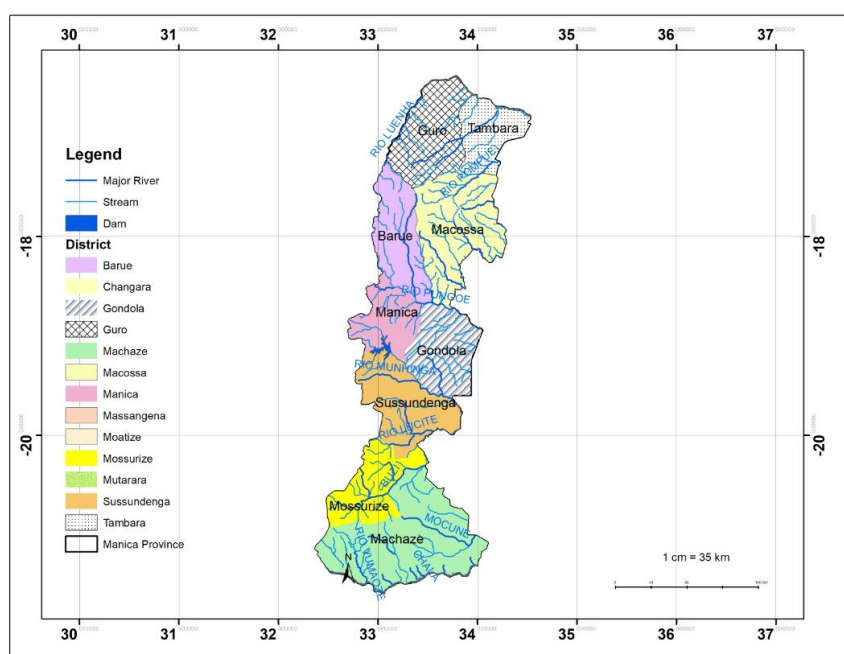 30 31 32 33 34 35 36 37
Legend
Major River
Stream
Dam
District
Barue
Changara
Gondola
Guro
Machaze
Macossa
Manica
Massangena
Moatize
Mossurize
Mutarara
Sussundenga
Tambara
Manica Province
-18
-20
-18
-20
RIO LUENHA
Guro
Tambara
Barue
Macossa
RIO PUNGOE
Manica
Gondola
RIO MUNHINGA
Sussundenga
RIO LUCITE
Mossurize
MOCUNE
Machaze
N
1 cm = 35 km
30 31 32 33 34 35 36 37